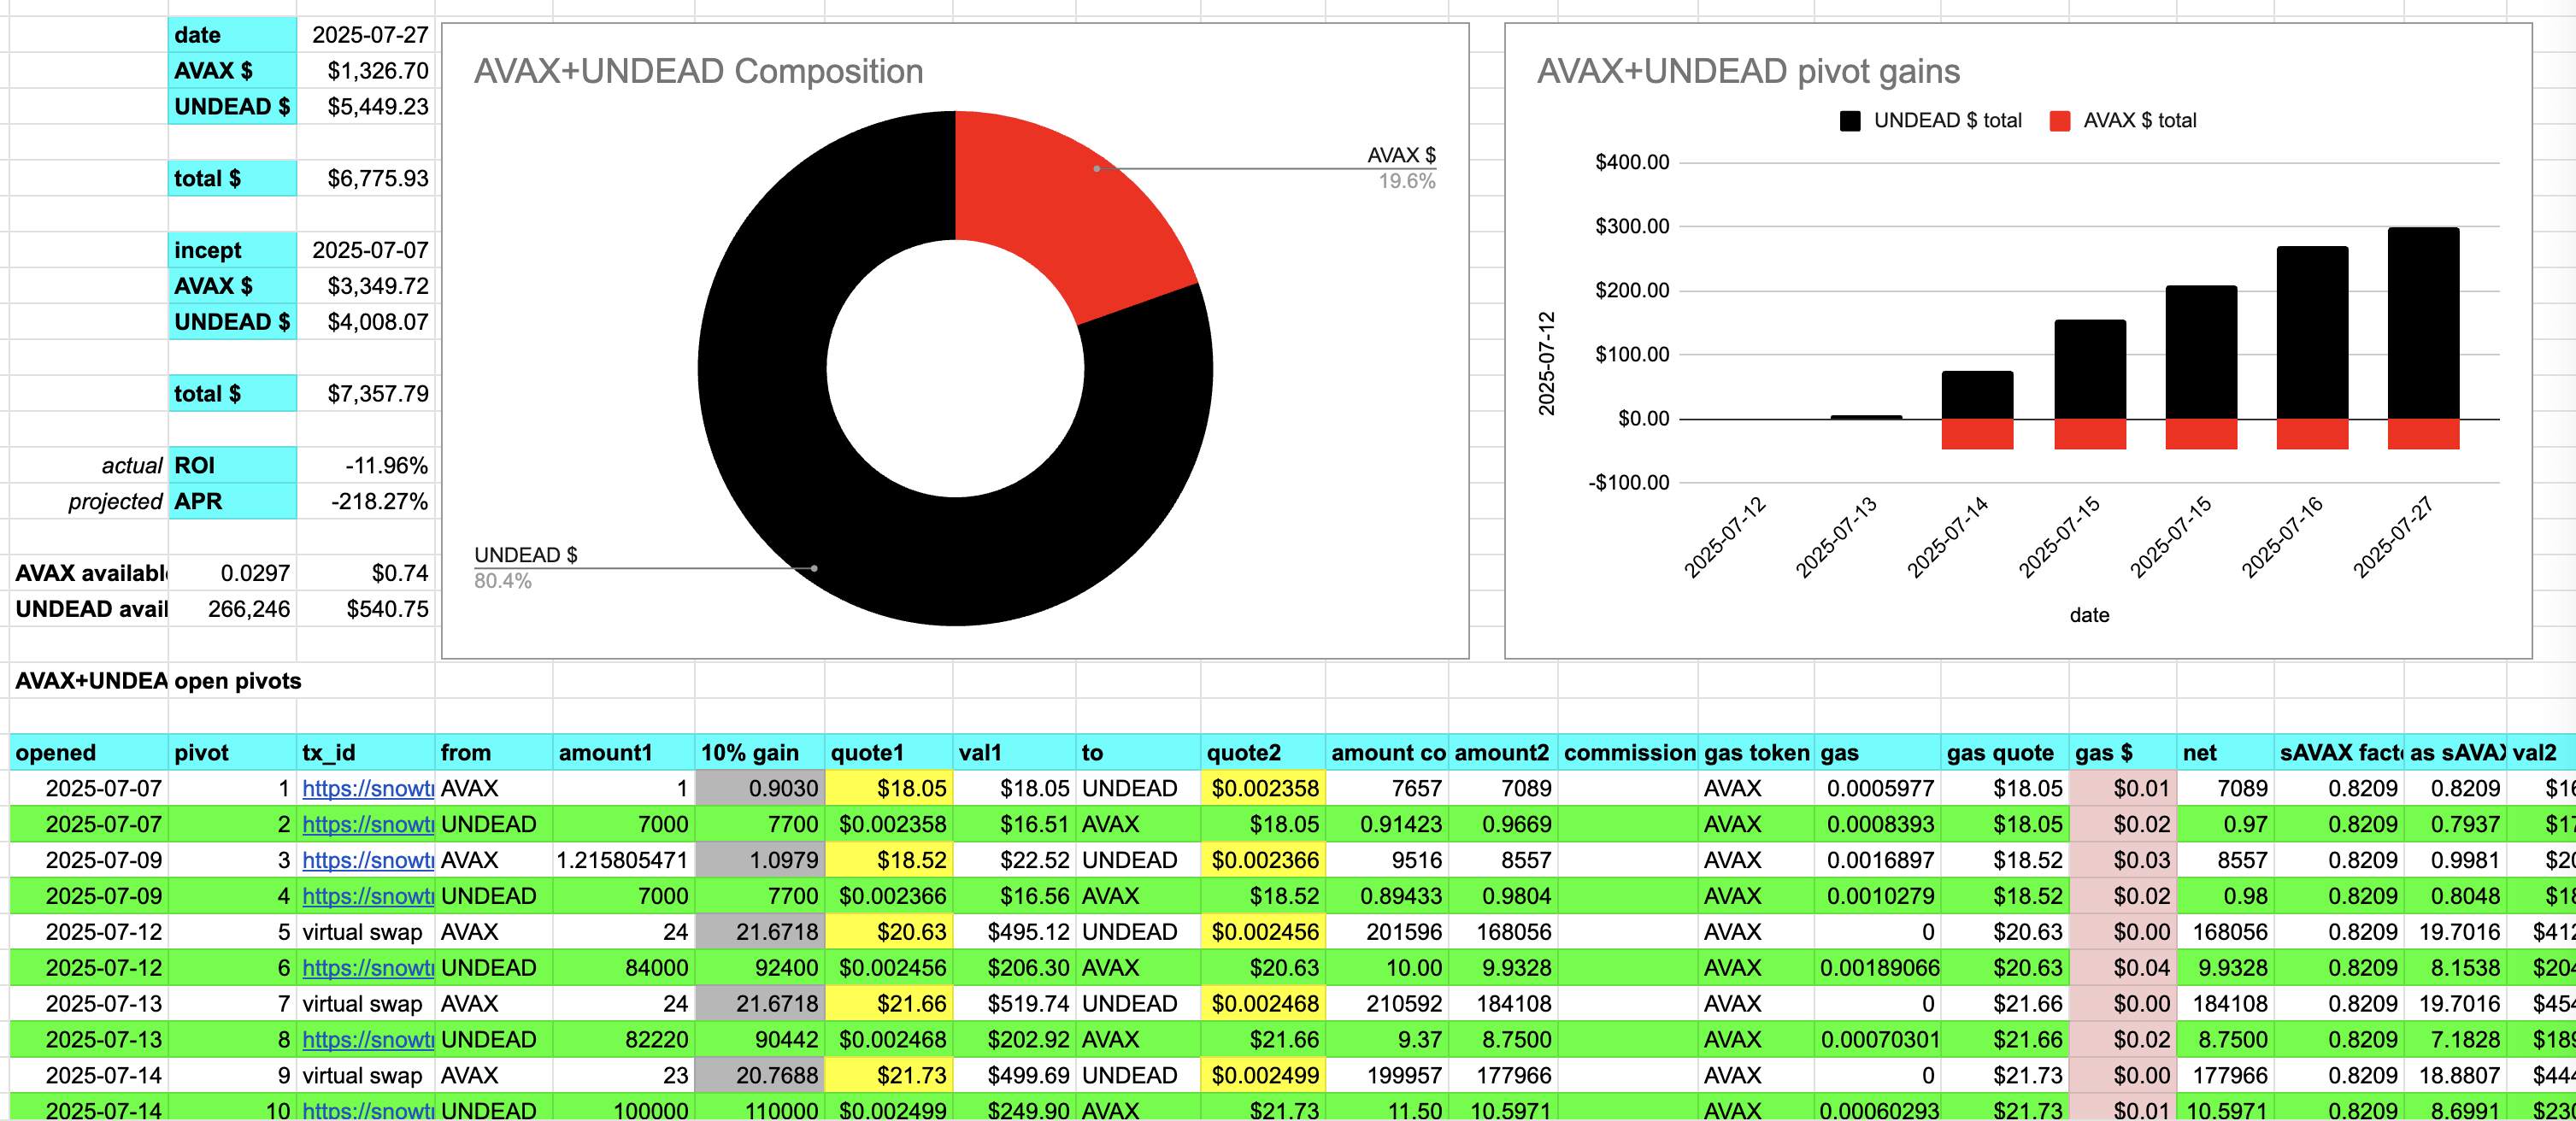 date 2025-07-27
AVAX $ $1,326.70
UNDEAD $ $5,449.23
total $ $6,775.93
incept 2025-07-07
AVAX $ $3,349.72
UNDEAD $ $4,008.07
total $ $7,357.79
actual ROI -11.96%
projected APR -218.27%
AVAX availabl 0.0297 $0.74
UNDEAD avail 266,246 $540.75
AVAX+UNDEAD Composition
AVAX $
19.6%
UNDEAD $
80.4%
AVAX+UNDEAD pivot gains
UNDEAD $ total AVAX $ total
$400.00
$300.00
$200.00
$100.00
$0.00
-$100.00
2025-07-12
2025-07-12 2025-07-13 2025-07-14 2025-07-15 2025-07-15 2025-07-16 2025-07-27
date
AVAX+UNDEA open pivots
opened pivot tx_id from amount1 10% gain quote1 val1 to quote2 amount co amount2 commission gas token gas gas quote gas $ net sAVAX facto as sAVAX val2
2025-07-07 1 https://snowtr AVAX 1 0.9030 $18.05 $18.05 UNDEAD $0.002358 7657 7089 AVAX 0.0005977 $18.05 $0.01 7089 0.8209 0.8209 $16
2025-07-07 2 https://snowtr UNDEAD 7000 7700 $0.002358 $16.51 AVAX $18.05 0.91423 0.9669 AVAX 0.0008393 $18.05 $0.02 0.97 0.8209 0.7937 $17
2025-07-09 3 https://snowtr AVAX 1.215805471 1.0979 $18.52 $22.52 UNDEAD $0.002366 9516 8557 AVAX 0.0016897 $18.52 $0.03 8557 0.8209 0.9981 $20
2025-07-09 4 https://snowtr UNDEAD 7000 7700 $0.002366 $16.56 AVAX $18.52 0.89433 0.9804 AVAX 0.0010279 $18.52 $0.02 0.98 0.8209 0.8048 $18
2025-07-12 5 virtual swap AVAX 24 21.6718 $20.63 $495.12 UNDEAD $0.002456 201596 168056 AVAX 0 $20.63 $0.00 168056 0.8209 19.7016 $412
2025-07-12 6 https://snowtr UNDEAD 84000 92400 $0.002456 $206.30 AVAX $20.63 10.00 9.9328 AVAX 0.00189066 $20.63 $0.04 9.9328 0.8209 8.1538 $204
2025-07-13 7 virtual swap AVAX 24 21.6718 $21.66 $519.74 UNDEAD $0.002468 210592 184108 AVAX 0 $21.66 $0.00 184108 0.8209 19.7016 $454
2025-07-13 8 https://snowtr UNDEAD 82220 90442 $0.002468 $202.92 AVAX $21.66 9.37 8.7500 AVAX 0.00070301 $21.66 $0.02 8.7500 0.8209 7.1828 $189
2025-07-14 9 virtual swap AVAX 23 20.7688 $21.73 $499.69 UNDEAD $0.002499 199957 177966 AVAX 0 $21.73 $0.00 177966 0.8209 18.8807 $444
2025-07-14 10 https://snowtr UNDEAD 100000 110000 $0.002499 $249.90 AVAX $21.73 11.50 10.5971 AVAX 0.00060293 $21.73 $0.01 10.5971 0.8209 8.6991 $230